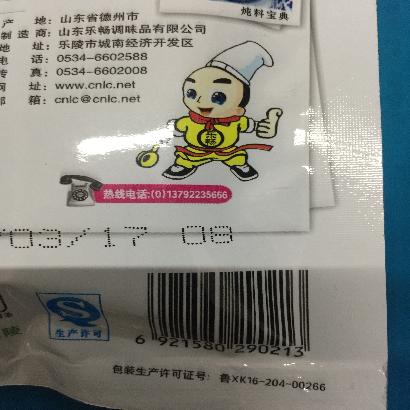 炖料宝典
产 地：山东省德州市
制造商：山东乐畅调味品有限公司
地 址：乐陵市城南经济开发区
电 话：0534-6602588
传 真：0534-6602008
网 址：www.cnlc.net
邮 箱：cnlc@cnlc.net
热线电话:(0)13792235666
/03/17 08
生产许可
陵
6 921580 290213
包装生产许可证号：鲁XK16-204-00266